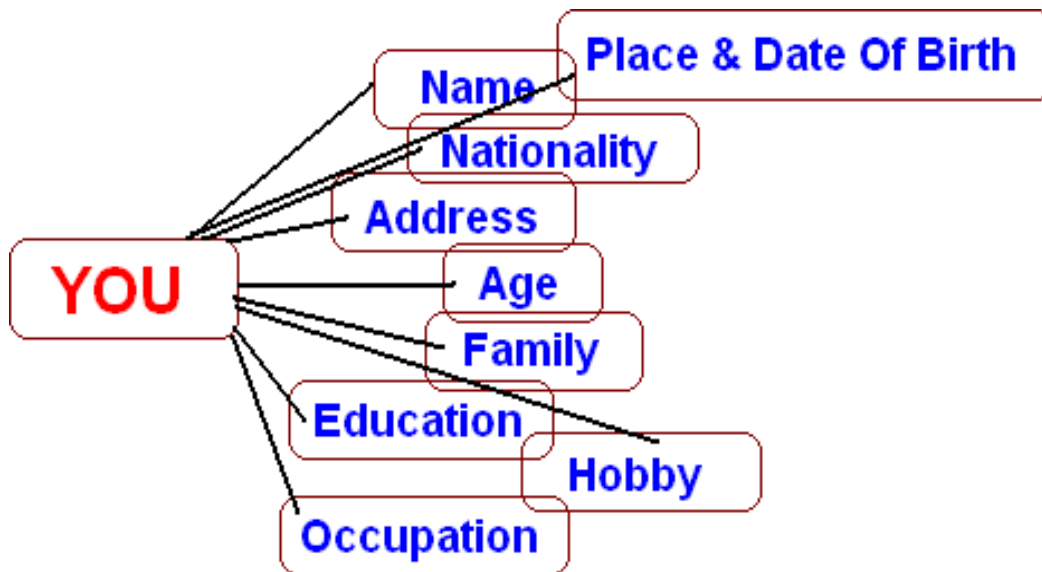 Place & Date Of Birth
Name
Nationality
Address
YOU
Age
Family
Education
Hobby
Occupation